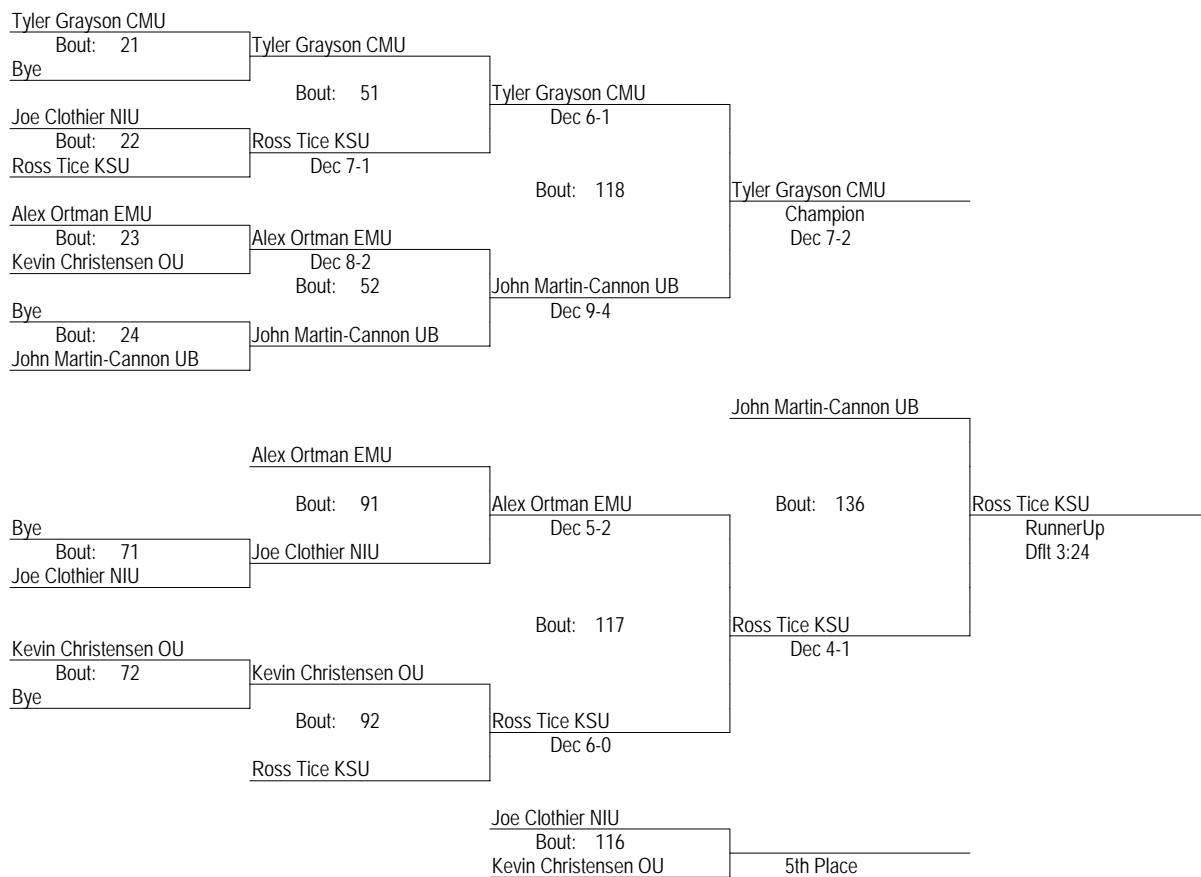 Tyler Grayson CMU
Bout: 21
Bye
Tyler Grayson CMU
Bout: 51
Joe Clothier NIU
Bout: 22
Ross Tice KSU
Ross Tice KSU
Dec 7-1
Tyler Grayson CMU
Dec 6-1
Bout: 118
Alex Ortman EMU
Bout: 23
Kevin Christensen OU
Alex Ortman EMU
Dec 8-2
Bout: 52
Bye
Bout: 24
John Martin-Cannon UB
John Martin-Cannon UB
John Martin-Cannon UB
Dec 9-4
Tyler Grayson CMU
Champion
Dec 7-2
John Martin-Cannon UB
Alex Ortman EMU
Bout: 91
Bye
Bout: 71
Joe Clothier NIU
Joe Clothier NIU
Alex Ortman EMU
Dec 5-2
Bout: 136
Ross Tice KSU
RunnerUp
Dflt 3:24
Bout: 117
Ross Tice KSU
Dec 4-1
Kevin Christensen OU
Bout: 72
Bye
Kevin Christensen OU
Bout: 92
Ross Tice KSU
Ross Tice KSU
Dec 6-0
Joe Clothier NIU
Bout: 116
Kevin Christensen OU
5th Place